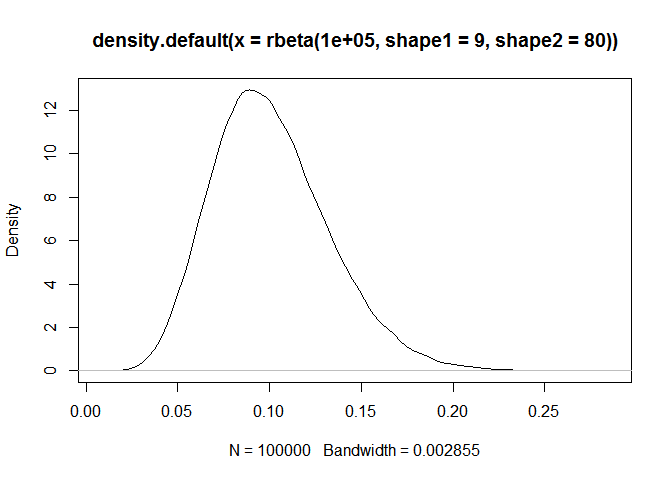 density.default(x = rbeta(1e+05, shape1 = 9, shape2 = 80))
Density
12
10
8
6
4
2
0
0.00 0.05 0.10 0.15 0.20 0.25
N = 100000 Bandwidth = 0.002855